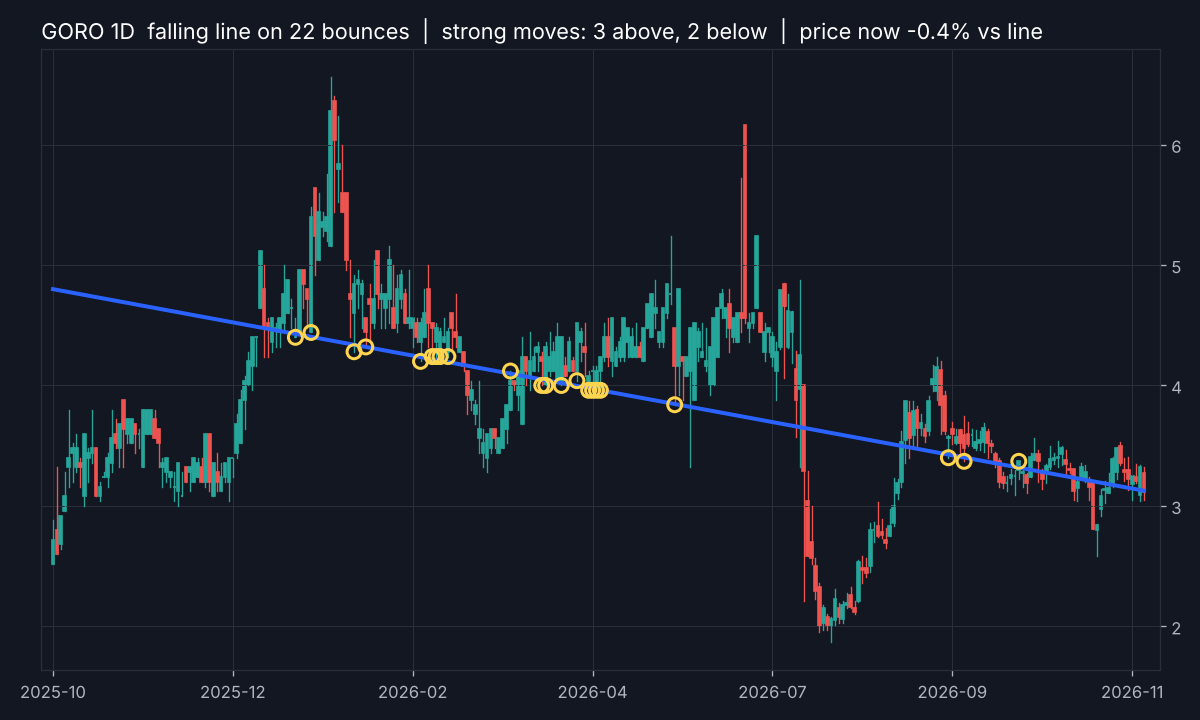 GORO 1D  falling line on 22 bounces  |  strong moves: 3 above, 2 below  |  price now -0.4% vs line
6
5
4
3
2
2025-10 2025-12 2026-02 2026-04 2026-07 2026-09 2026-11